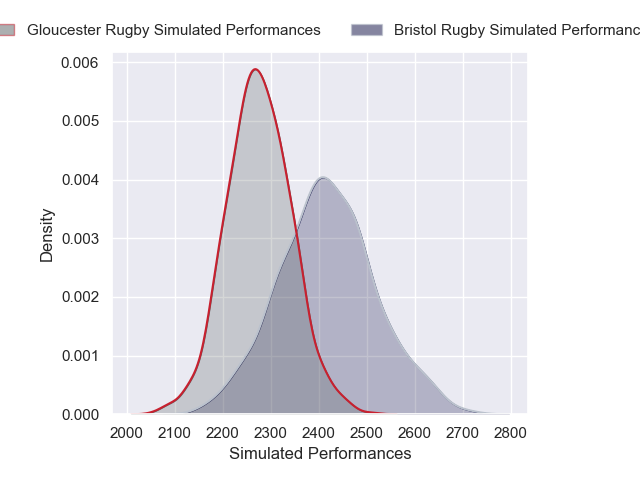 Gloucester Rugby Simulated Performances
Bristol Rugby Simulated Performanc
0.006
0.005
0.004
0.003
0.002
0.001
0.000
Density
2000 2100 2200 2300 2400 2500 2600 2700 2800
Simulated Performances